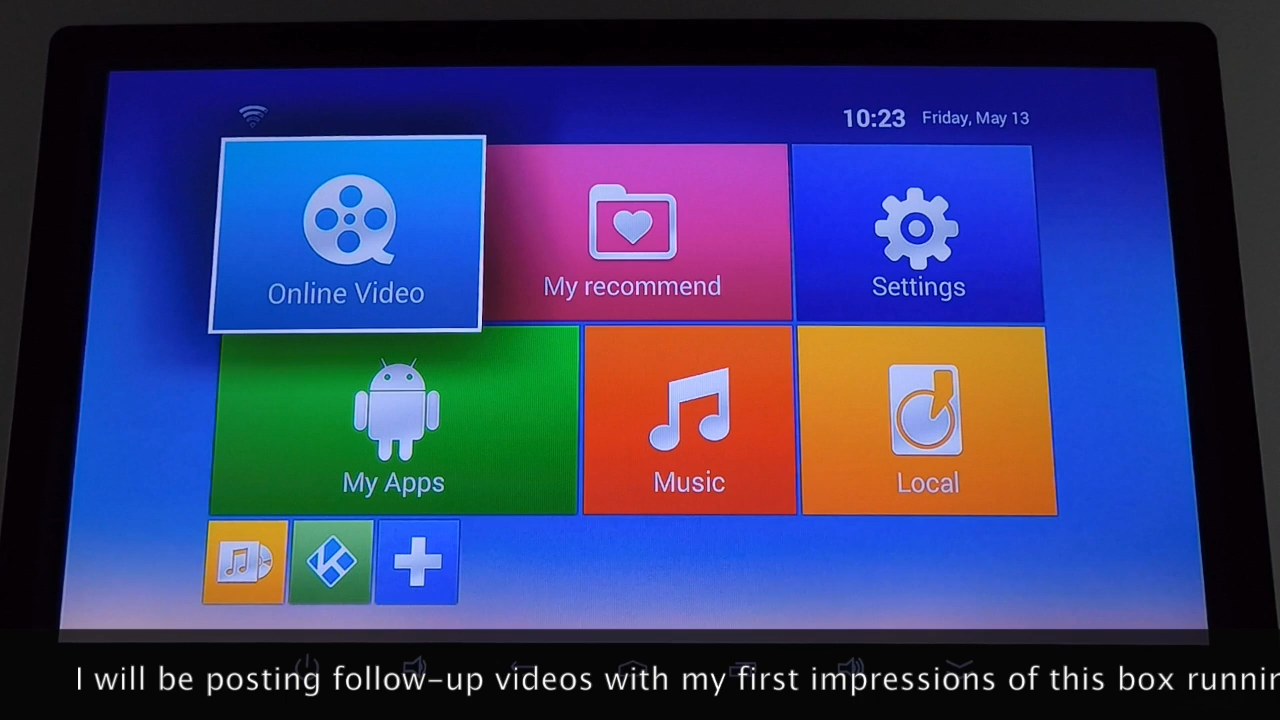 10:23 Friday, May 13
Online Video
My recommend
Settings
My Apps
Music
Local
I will be posting follow-up videos with my first impressions of this box